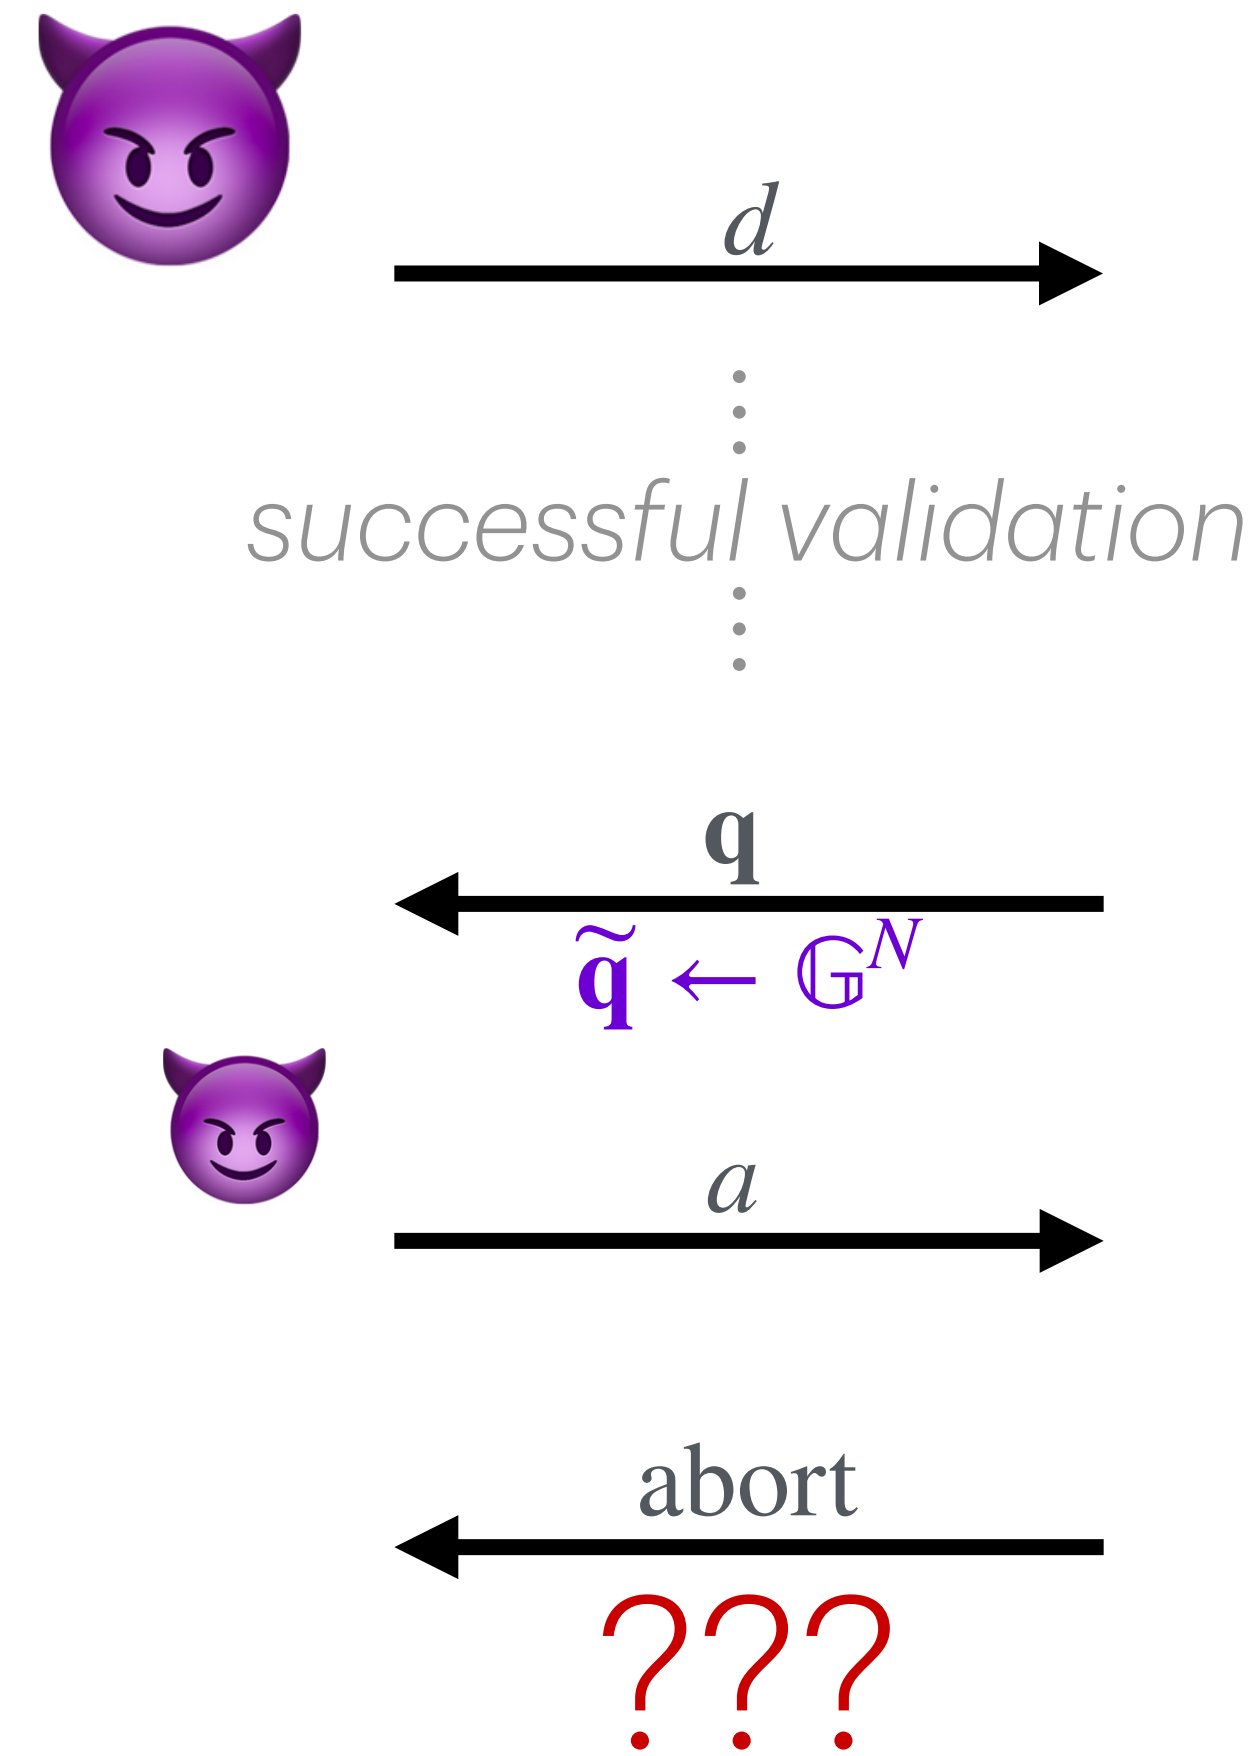 d
successful validation
q
q̃ ← 𝔾^N
a
abort
???